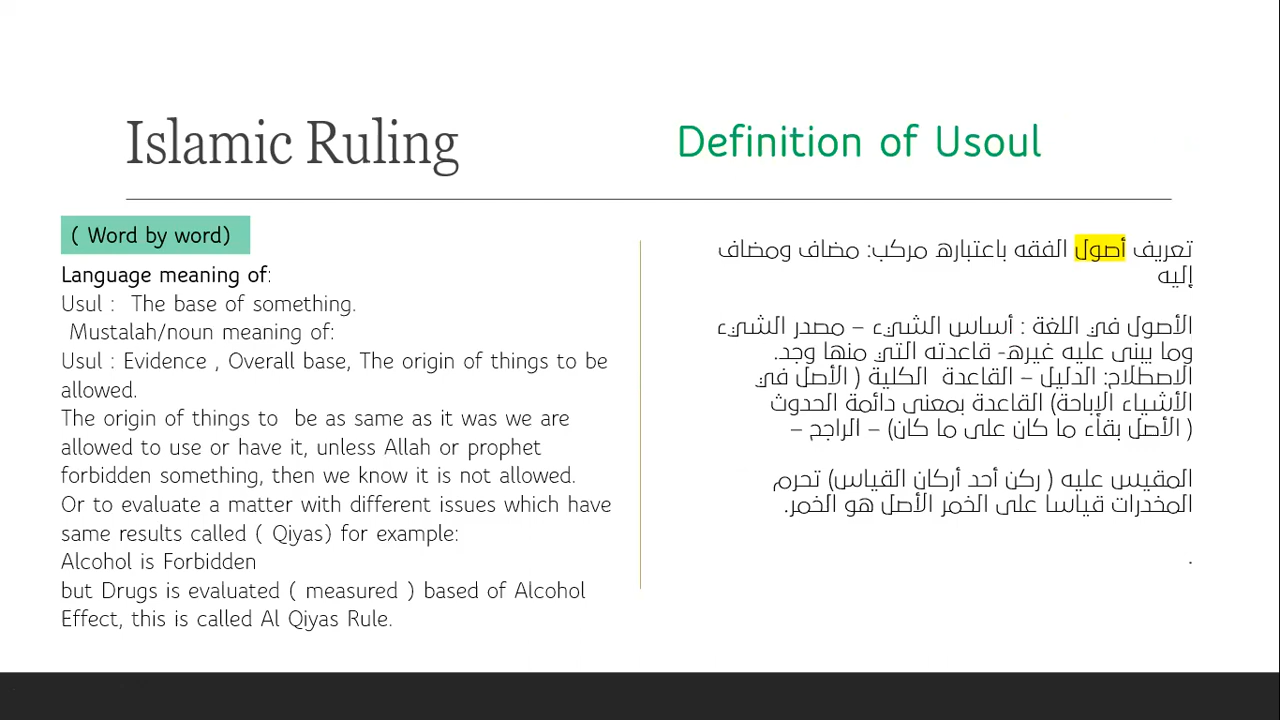 Islamic Ruling
Definition of Usoul
( Word by word)
Language meaning of:
Usul : The base of something.
Mustalah/noun meaning of:
Usul : Evidence , Overall base, The origin of things to be
allowed.
The origin of things to be as same as it was we are
allowed to use or have it, unless Allah or prophet
forbidden something, then we know it is not allowed.
Or to evaluate a matter with different issues which have
same results called ( Qiyas) for example:
Alcohol is Forbidden
but Drugs is evaluated ( measured ) based of Alcohol
Effect, this is called Al Qiyas Rule.
تعريف أصول الفقه باعتباره مركب: مضاف ومضاف
إليه
الأصول في اللغة : أساس الشيء – مصدر الشيء
وما يبنى عليه غيره- قاعدته التي منها وجد.
الاصطلاح: الدليل – القاعدة الكلية ( الأصل في
الأشياء الإباحة) القاعدة بمعنى دائمة الحدوث
( الأصل بقاء ما كان على ما كان) – الراجح –
المقيس عليه ( ركن أحد أركان القياس) تحرم
المخدرات قياسا على الخمر الأصل هو الخمر.
.